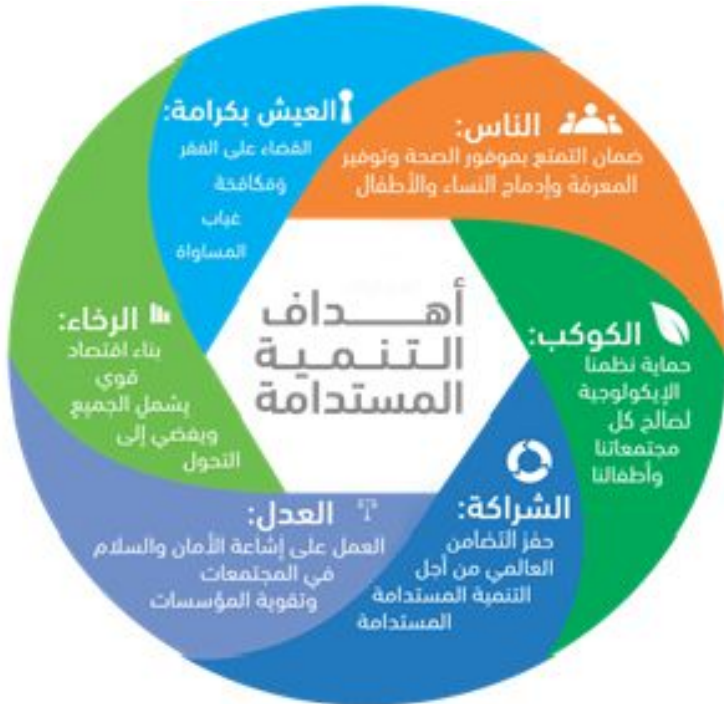 العيش بكرامة:
القضاء على الفقر
ومكافحة
غياب
المساواة
الناس:
ضمان التمتع بموفور الصحة وتوفير
المعرفة وإدماج النساء والأطفال
الكوكب:
حماية نظمنا
الإيكولوجية
لصالح كل
مجتمعاتنا
وأطفالنا
الشراكة:
حفز التضامن
العالمي من أجل
التنمية المستدامة
المستدامة
العدل:
العمل على إشاعة الأمان والسلام
في المجتمعات
وتقوية المؤسسات
الرخاء:
بناء اقتصاد
قوي
يشمل الجميع
ويفضي إلى
التحول
أهـــداف
الـتـنـمـيـة
المستدامة